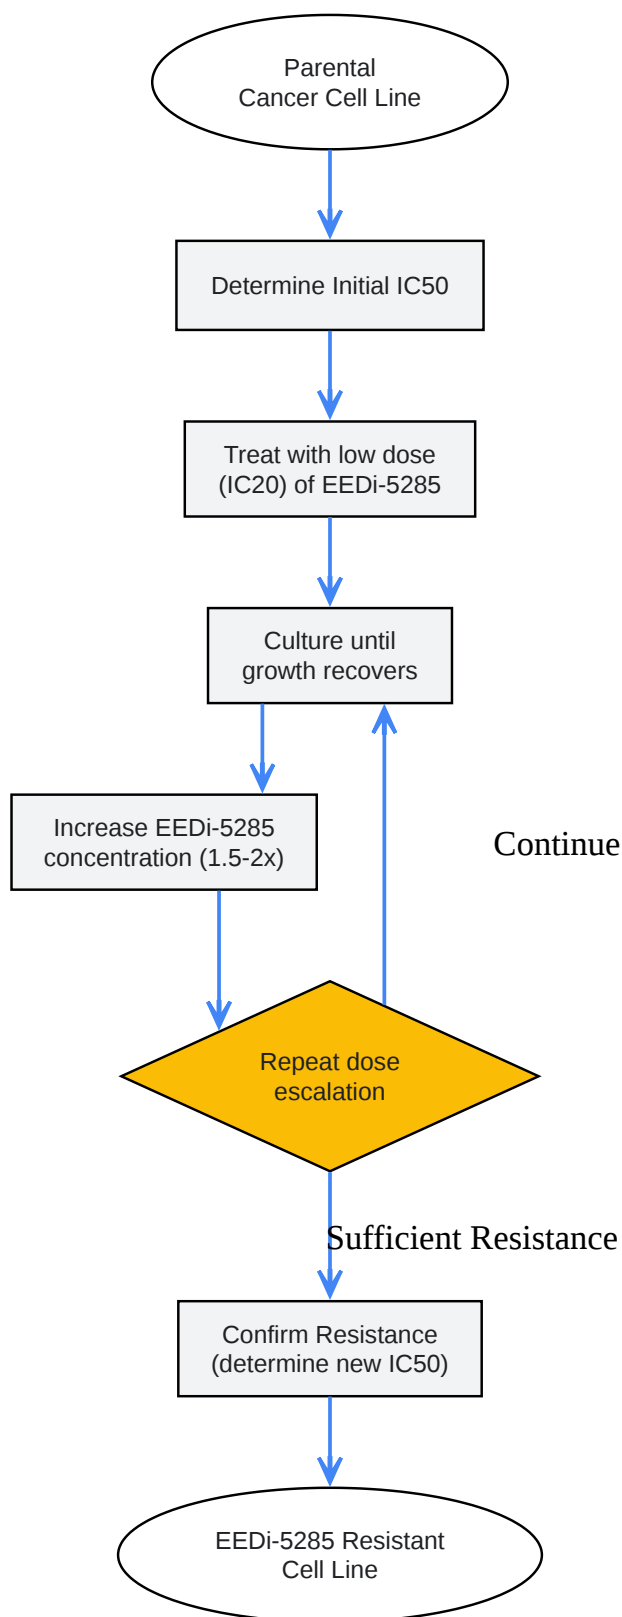 Parental
Cancer Cell Line
Determine Initial IC50
Treat with low dose
(IC20) of EEDi-5285
Culture until
growth recovers
Increase EEDi-5285
concentration (1.5-2x)
Continue
Repeat dose
escalation
Sufficient Resistance
Confirm Resistance
(determine new IC50)
EEDi-5285 Resistant
Cell Line